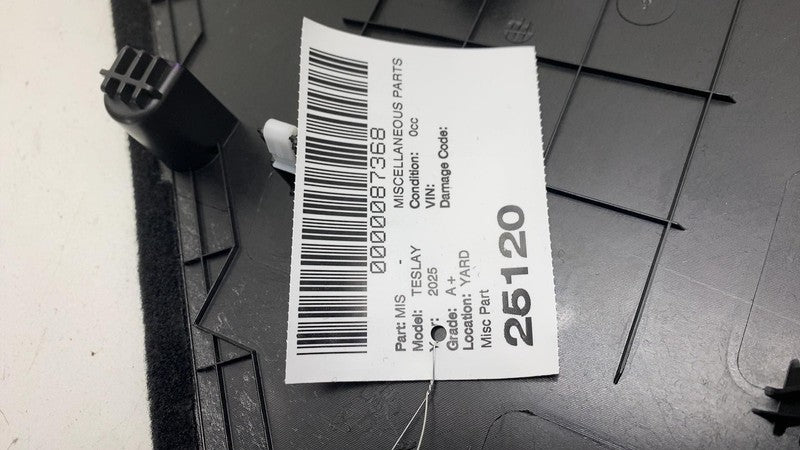 0000087368
Part: MIS - MISCELLANEOUS PARTS
Model: TESLAY Condition: 0cc
2025 VIN:
Grade: A+ Damage Code:
Location: YARD
Misc Part
25120